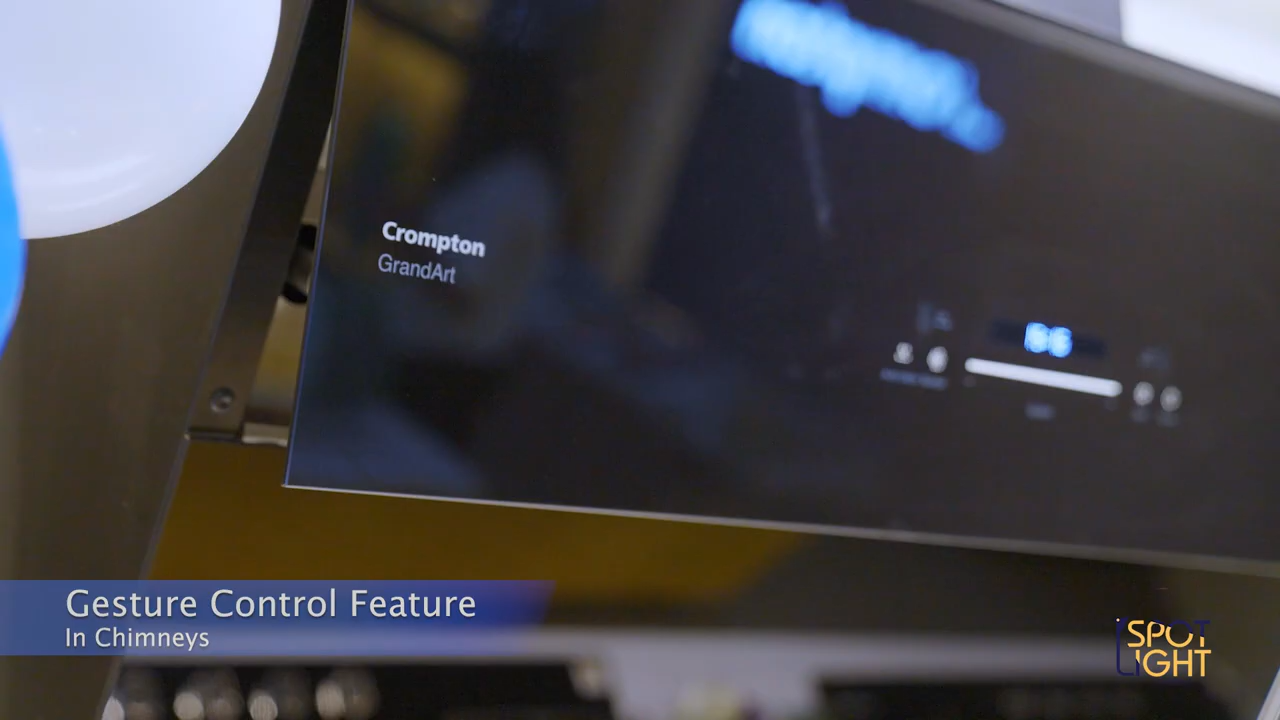 Crompton
GrandArt
Gesture Control Feature
In Chimneys
SPOT
LIGHT